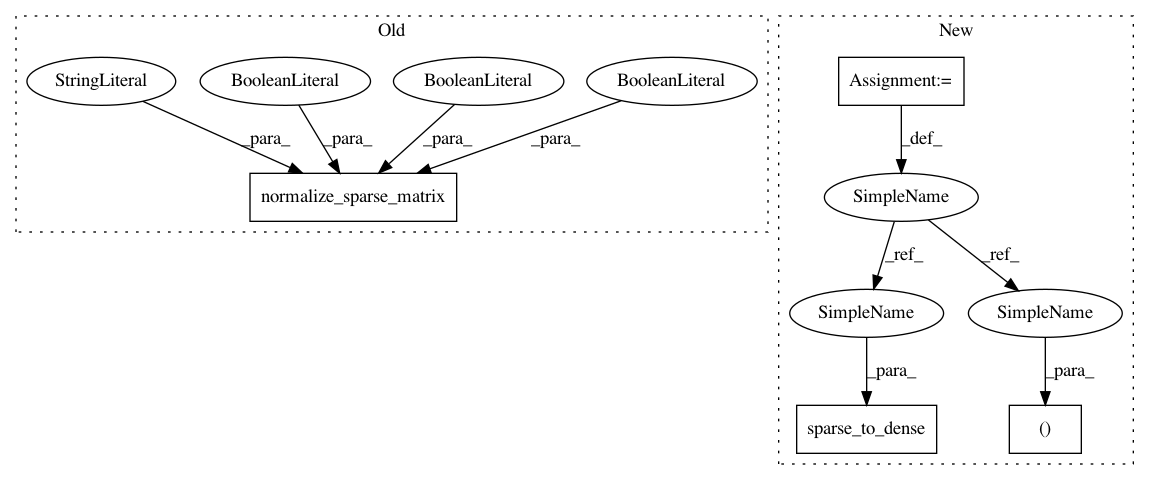 Old
New
StringLiteral
BooleanLiteral
BooleanLiteral
BooleanLiteral
Assignment:=
_para_
_para_
_para_
_para_
_def_
normalize_sparse_matrix
SimpleName
_ref_
_ref_
SimpleName
SimpleName
_para_
_para_
sparse_to_dense
()